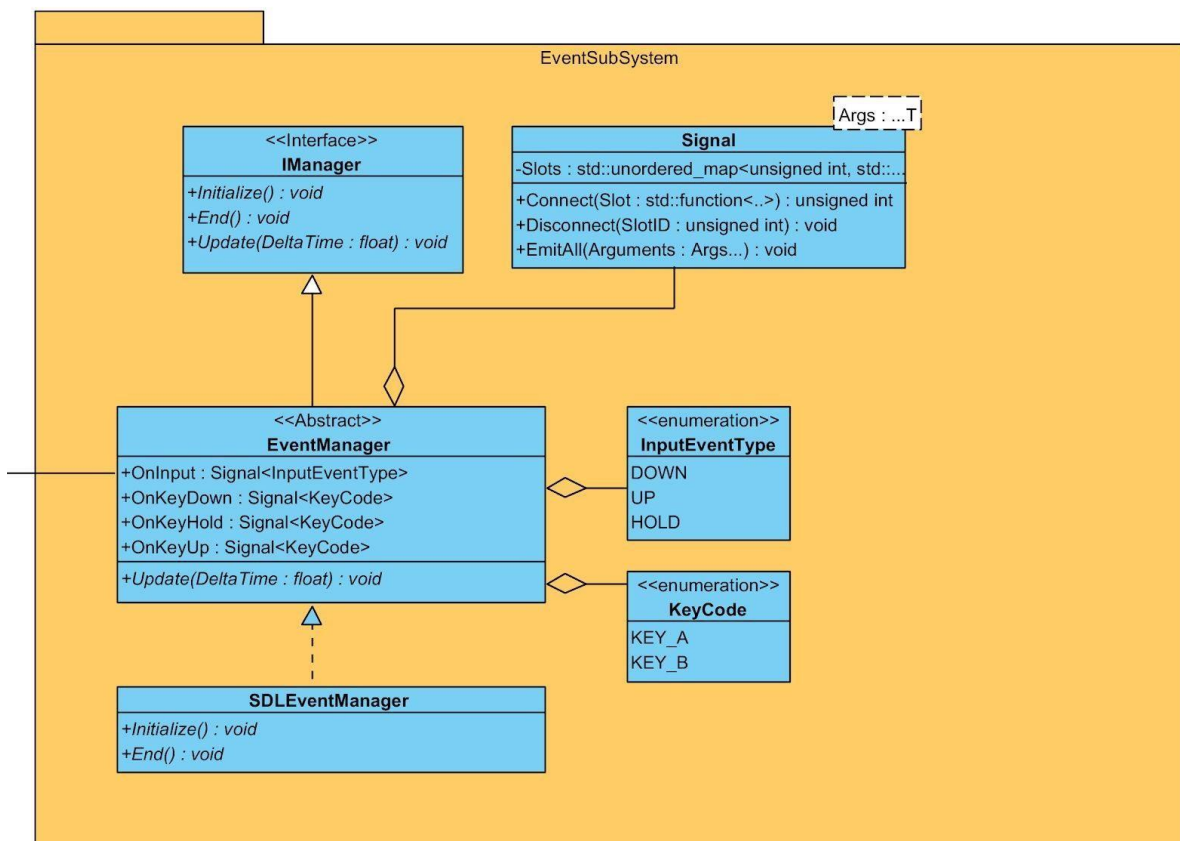 EventSubSystem
<<Interface>>
IManager
+Initialize() : void
+End() : void
+Update(DeltaTime : float) : void
Args : ...T
Signal
-Slots : std::unordered_map<unsigned int, std::...
+Connect(Slot : std::function<..>) : unsigned int
+Disconnect(SlotID : unsigned int) : void
+EmitAll(Arguments : Args...) : void
<<Abstract>>
EventManager
+OnInput : Signal<InputEventType>
+OnKeyDown : Signal<KeyCode>
+OnKeyHold : Signal<KeyCode>
+OnKeyUp : Signal<KeyCode>
+Update(DeltaTime : float) : void
<<enumeration>>
InputEventType
DOWN
UP
HOLD
<<enumeration>>
KeyCode
KEY_A
KEY_B
SDLEventManager
+Initialize() : void
+End() : void